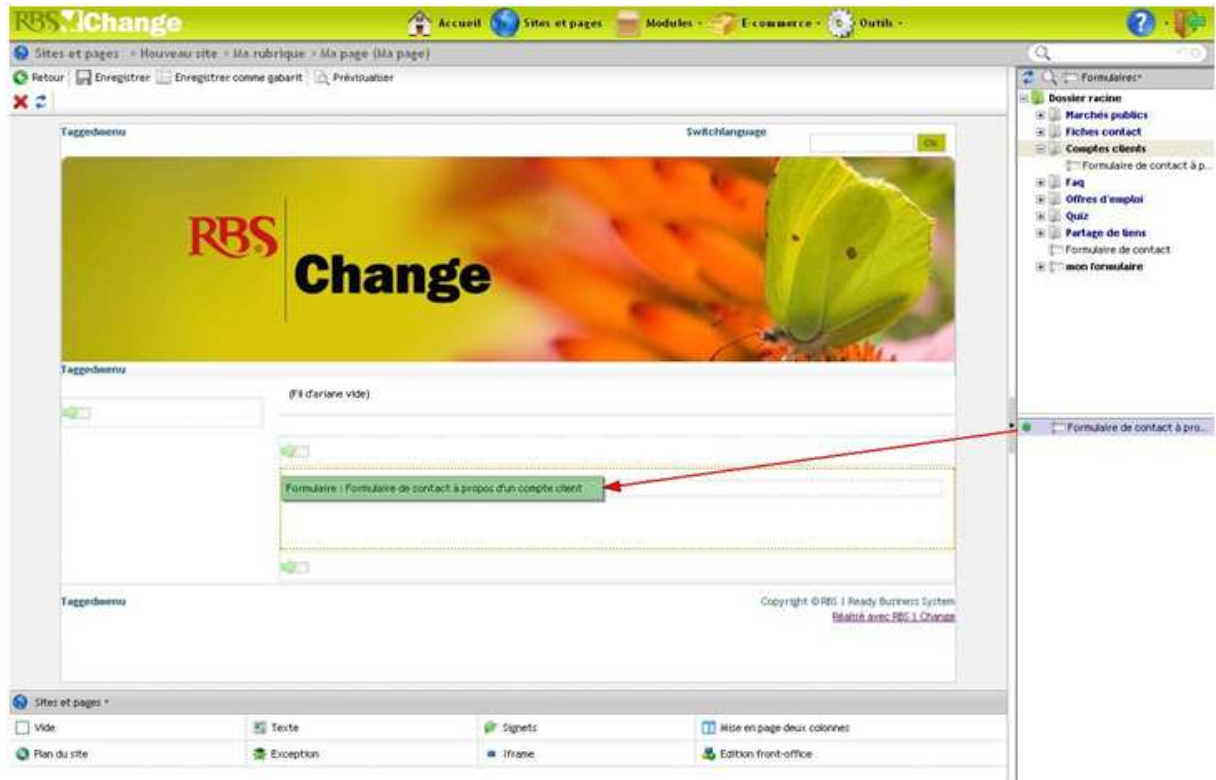 RBS Change
Accueil Sites et pages Modules E-commerce Outils
Sites et pages > Nouveau site > Ma rubrique > Ma page (Ma page)
Retour Enregistrer Enregistrer comme gabarit Prévisualiser
Formulaires
Dossier racine
Marchés publics
Fiches contact
Comptes clients
Formulaire de contact à p...
Faq
Offres d'emploi
Quiz
Partage de liens
Formulaire de contact
mon formulaire
Taggedmenu
Switchlanguage
Ok
RBS
Change
Taggedmenu
(Fil d'ariane vide)
Formulaire de contact à pro...
Formulaire : Formulaire de contact à propos d'un compte client
Taggedmenu
Copyright © RBS | Ready Business System
Réalisé avec RBS | Change
Sites et pages
Vide Texte Signets Mise en page deux colonnes
Plan du site Exception Iframe Edition front-office